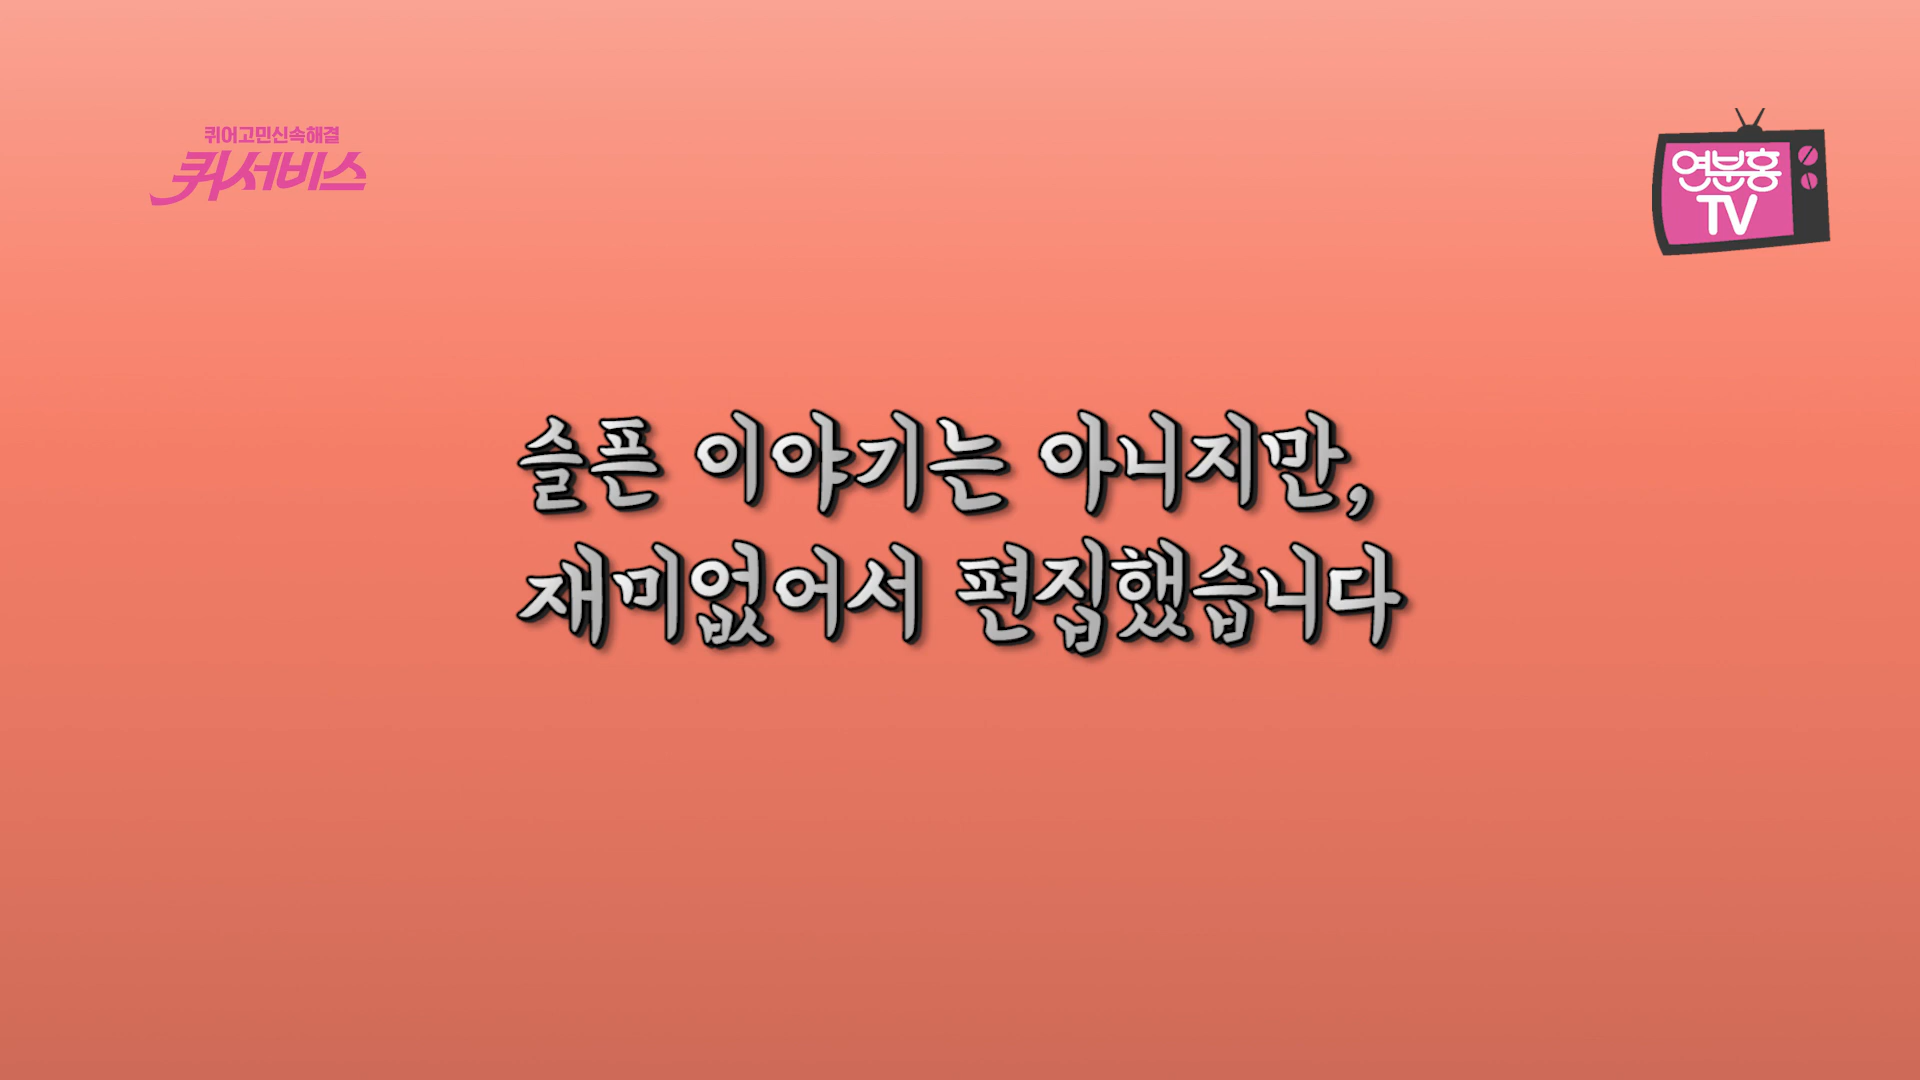 퀴어고민신속해결
퀴서비스
연분홍
TV
슬픈 이야기는 아니지만,
재미없어서 편집했습니다